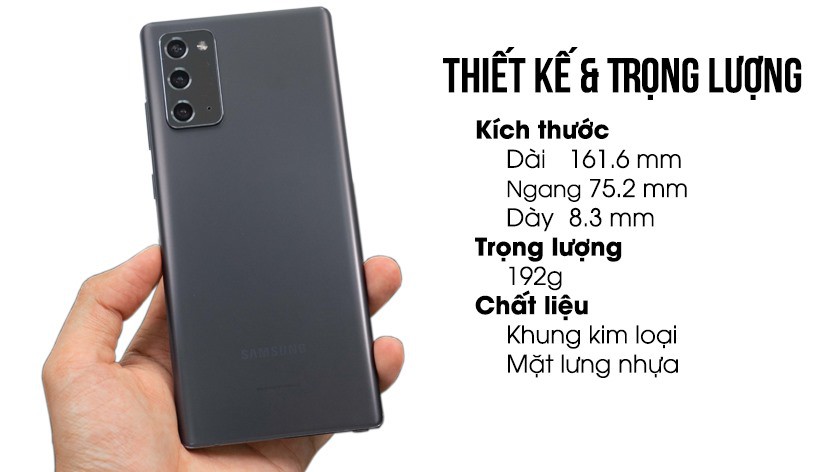 THIẾT KẾ & TRỌNG LƯỢNG
Kích thước
Dài 161.6 mm
Ngang 75.2 mm
Dày 8.3 mm
Trọng lượng
192g
Chất liệu
Khung kim loại
Mặt lưng nhựa
SAMSUNG